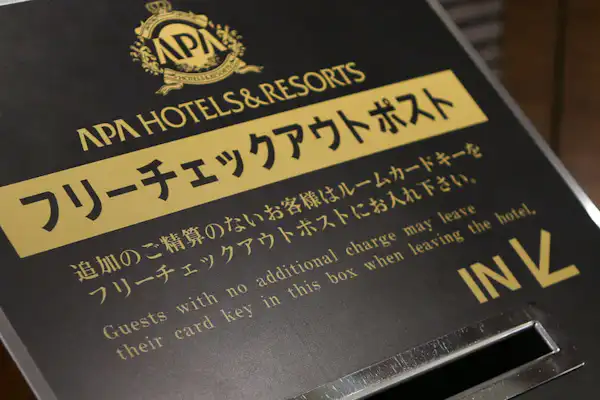 APA
HOTELS&RESORTS
APA HOTELS&RESORTS
フリーチェックアウトポスト
追加のご精算のないお客様はルームカードキーを
フリーチェックアウトポストにお入れ下さい。
Guests with no additional charge may leave
their card key in this box when leaving the hotel.
IN